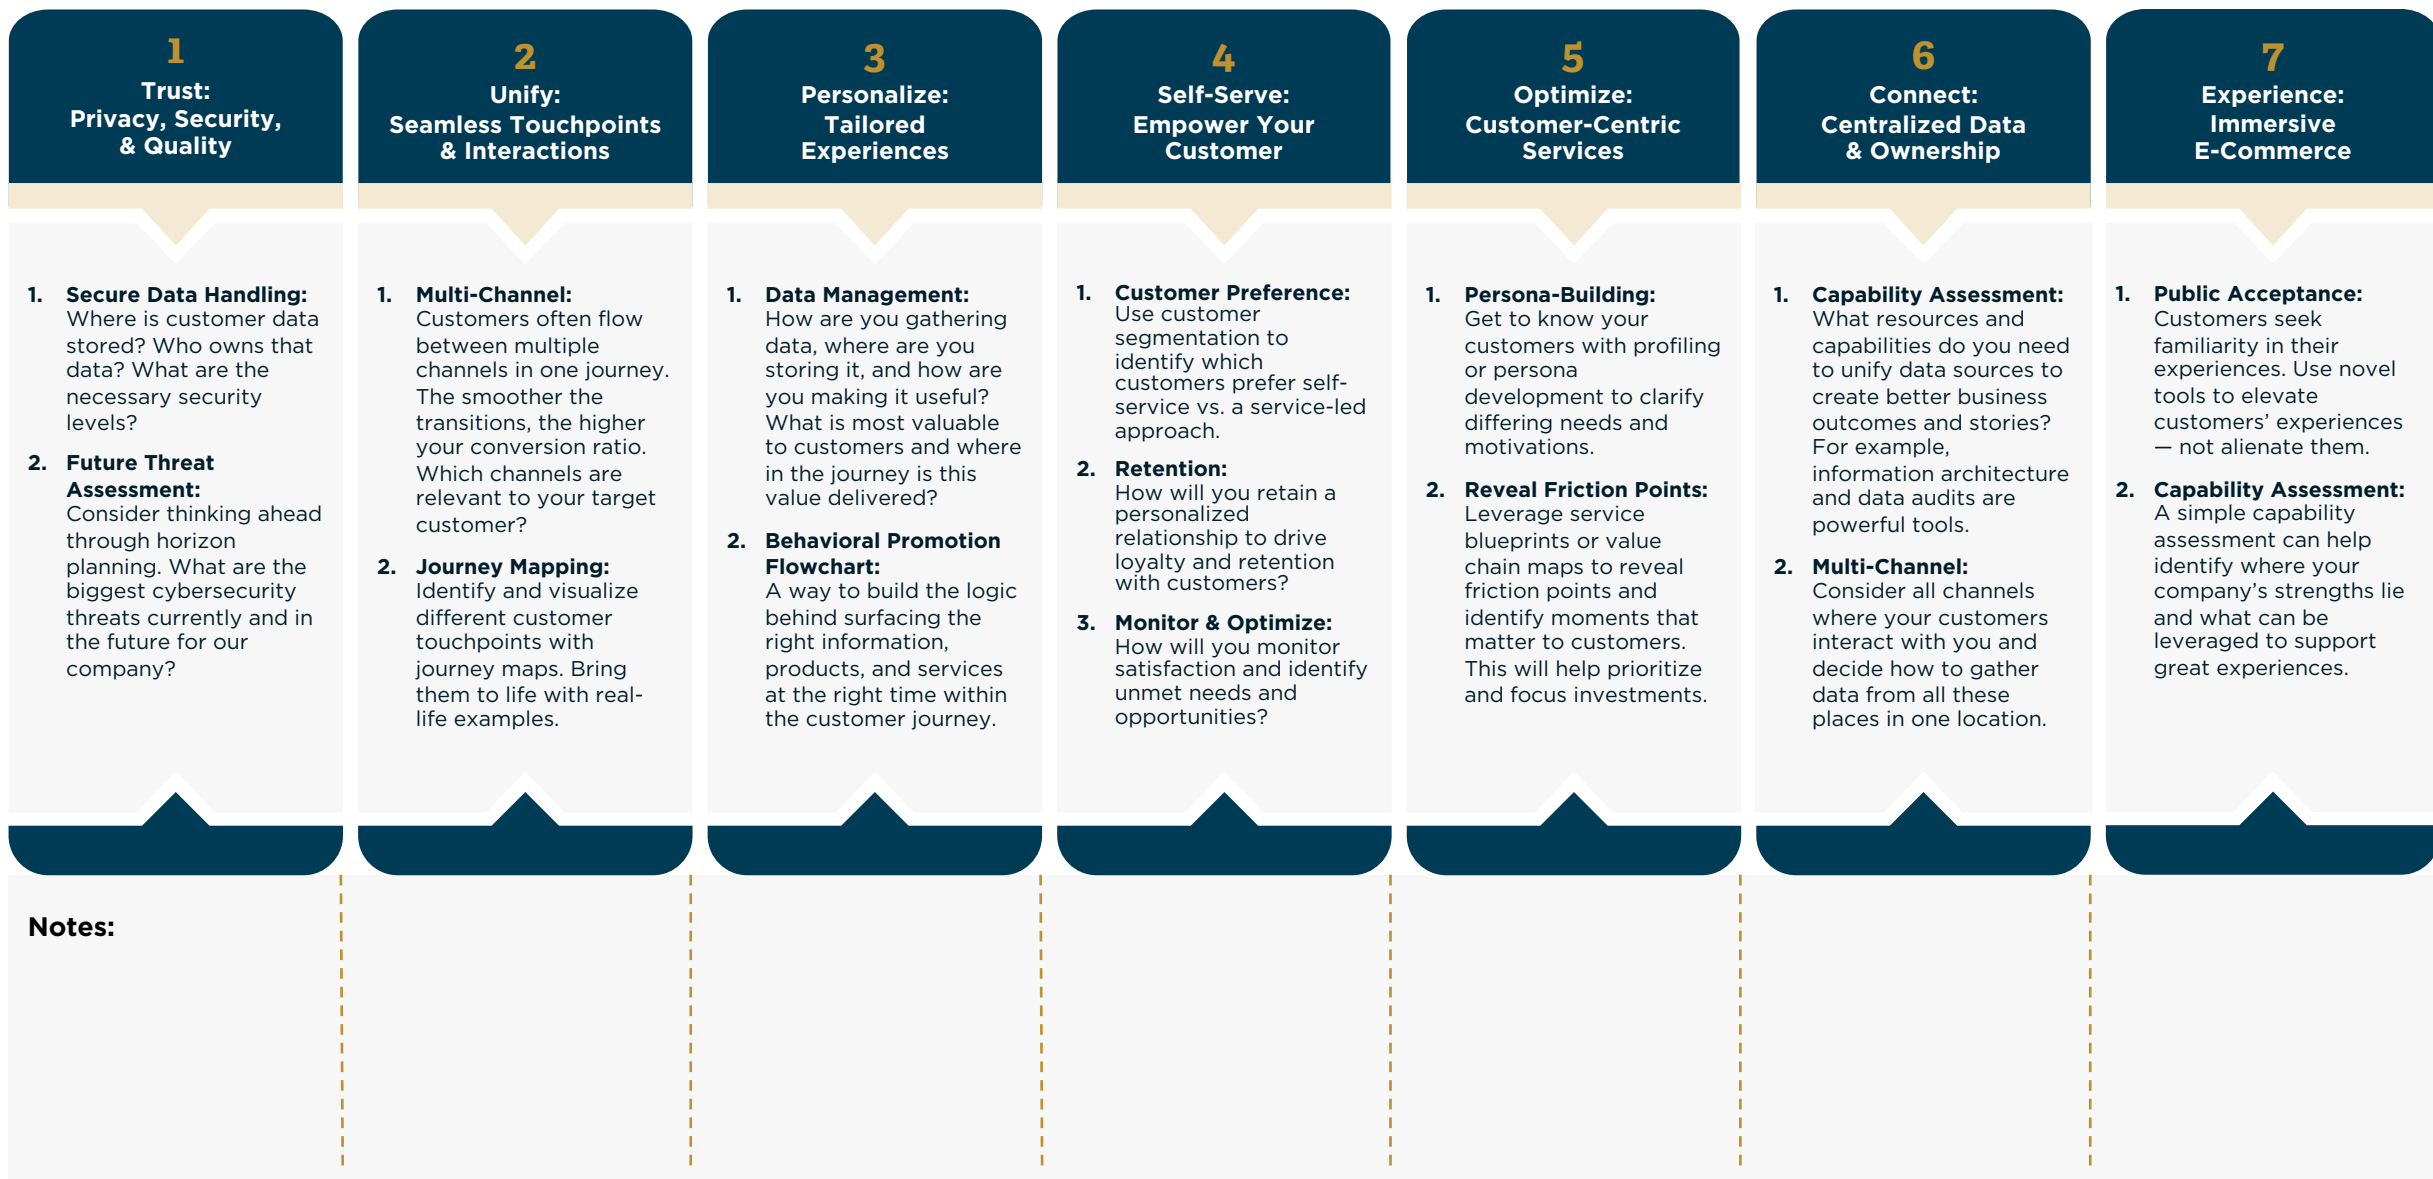 1
Trust:
Privacy, Security,
& Quality
1. Secure Data Handling:
Where is customer data
stored? Who owns that
data? What are the
necessary security
levels?
2. Future Threat
Assessment:
Consider thinking ahead
through horizon
planning. What are the
biggest cybersecurity
threats currently and in
the future for our
company?
2
Unify:
Seamless Touchpoints
& Interactions
1. Multi-Channel:
Customers often flow
between multiple
channels in one journey.
The smoother the
transitions, the higher
your conversion ratio.
Which channels are
relevant to your target
customer?
2. Journey Mapping:
Identify and visualize
different customer
touchpoints with
journey maps. Bring
them to life with real-
life examples.
3
Personalize:
Tailored
Experiences
1. Data Management:
How are you gathering
data, where are you
storing it, and how are
you making it useful?
What is most valuable
to customers and where
in the journey is this
value delivered?
2. Behavioral Promotion
Flowchart:
A way to build the logic
behind surfacing the
right information,
products, and services
at the right time within
the customer journey.
4
Self-Serve:
Empower Your
Customer
1. Customer Preference:
Use customer
segmentation to
identify which
customers prefer self-
service vs. a service-led
approach.
2. Retention:
How will you retain a
personalized
relationship to drive
loyalty and retention
with customers?
3. Monitor & Optimize:
How will you monitor
satisfaction and identify
unmet needs and
opportunities?
5
Optimize:
Customer-Centric
Services
1. Persona-Building:
Get to know your
customers with profiling
or persona
development to clarify
differing needs and
motivations.
2. Reveal Friction Points:
Leverage service
blueprints or value
chain maps to reveal
friction points and
identify moments that
matter to customers.
This will help prioritize
and focus investments.
6
Connect:
Centralized Data
& Ownership
1. Capability Assessment:
What resources and
capabilities do you need
to unify data sources to
create better business
outcomes and stories?
For example,
information architecture
and data audits are
powerful tools.
2. Multi-Channel:
Consider all channels
where your customers
interact with you and
decide how to gather
data from all these
places in one location.
7
Experience:
Immersive
E-Commerce
1. Public Acceptance:
Customers seek
familiarity in their
experiences. Use novel
tools to elevate
customers’ experiences
— not alienate them.
2. Capability Assessment:
A simple capability
assessment can help
identify where your
company’s strengths lie
and what can be
leveraged to support
great experiences.
Notes: